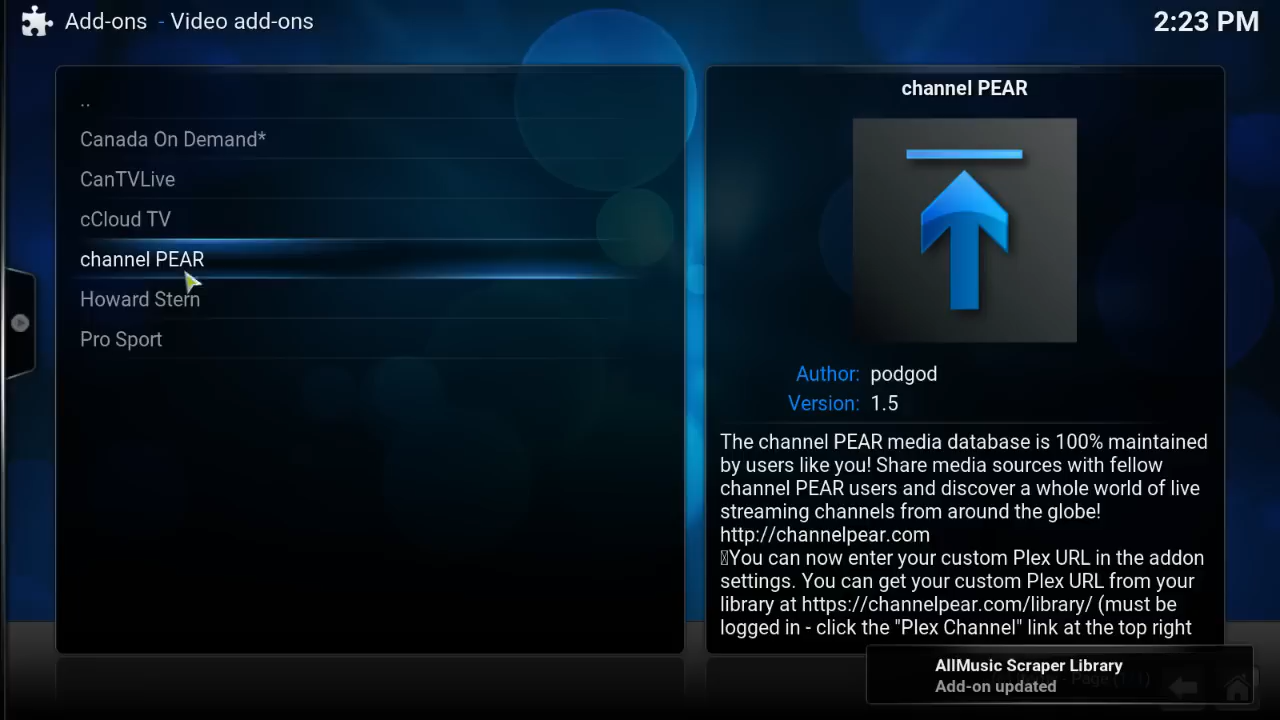 Add-ons - Video add-ons
2:23 PM
..
Canada On Demand*
CanTVLive
cCloud TV
channel PEAR
Howard Stern
Pro Sport
channel PEAR
Author: podgod
Version: 1.5
The channel PEAR media database is 100% maintained
by users like you! Share media sources with fellow
channel PEAR users and discover a whole world of live
streaming channels from around the globe!
http://channelpear.com
You can now enter your custom Plex URL in the addon
settings. You can get your custom Plex URL from your
library at https://channelpear.com/library/ (must be
logged in - click the "Plex Channel" link at the top right
AllMusic Scraper Library
Add-on updated